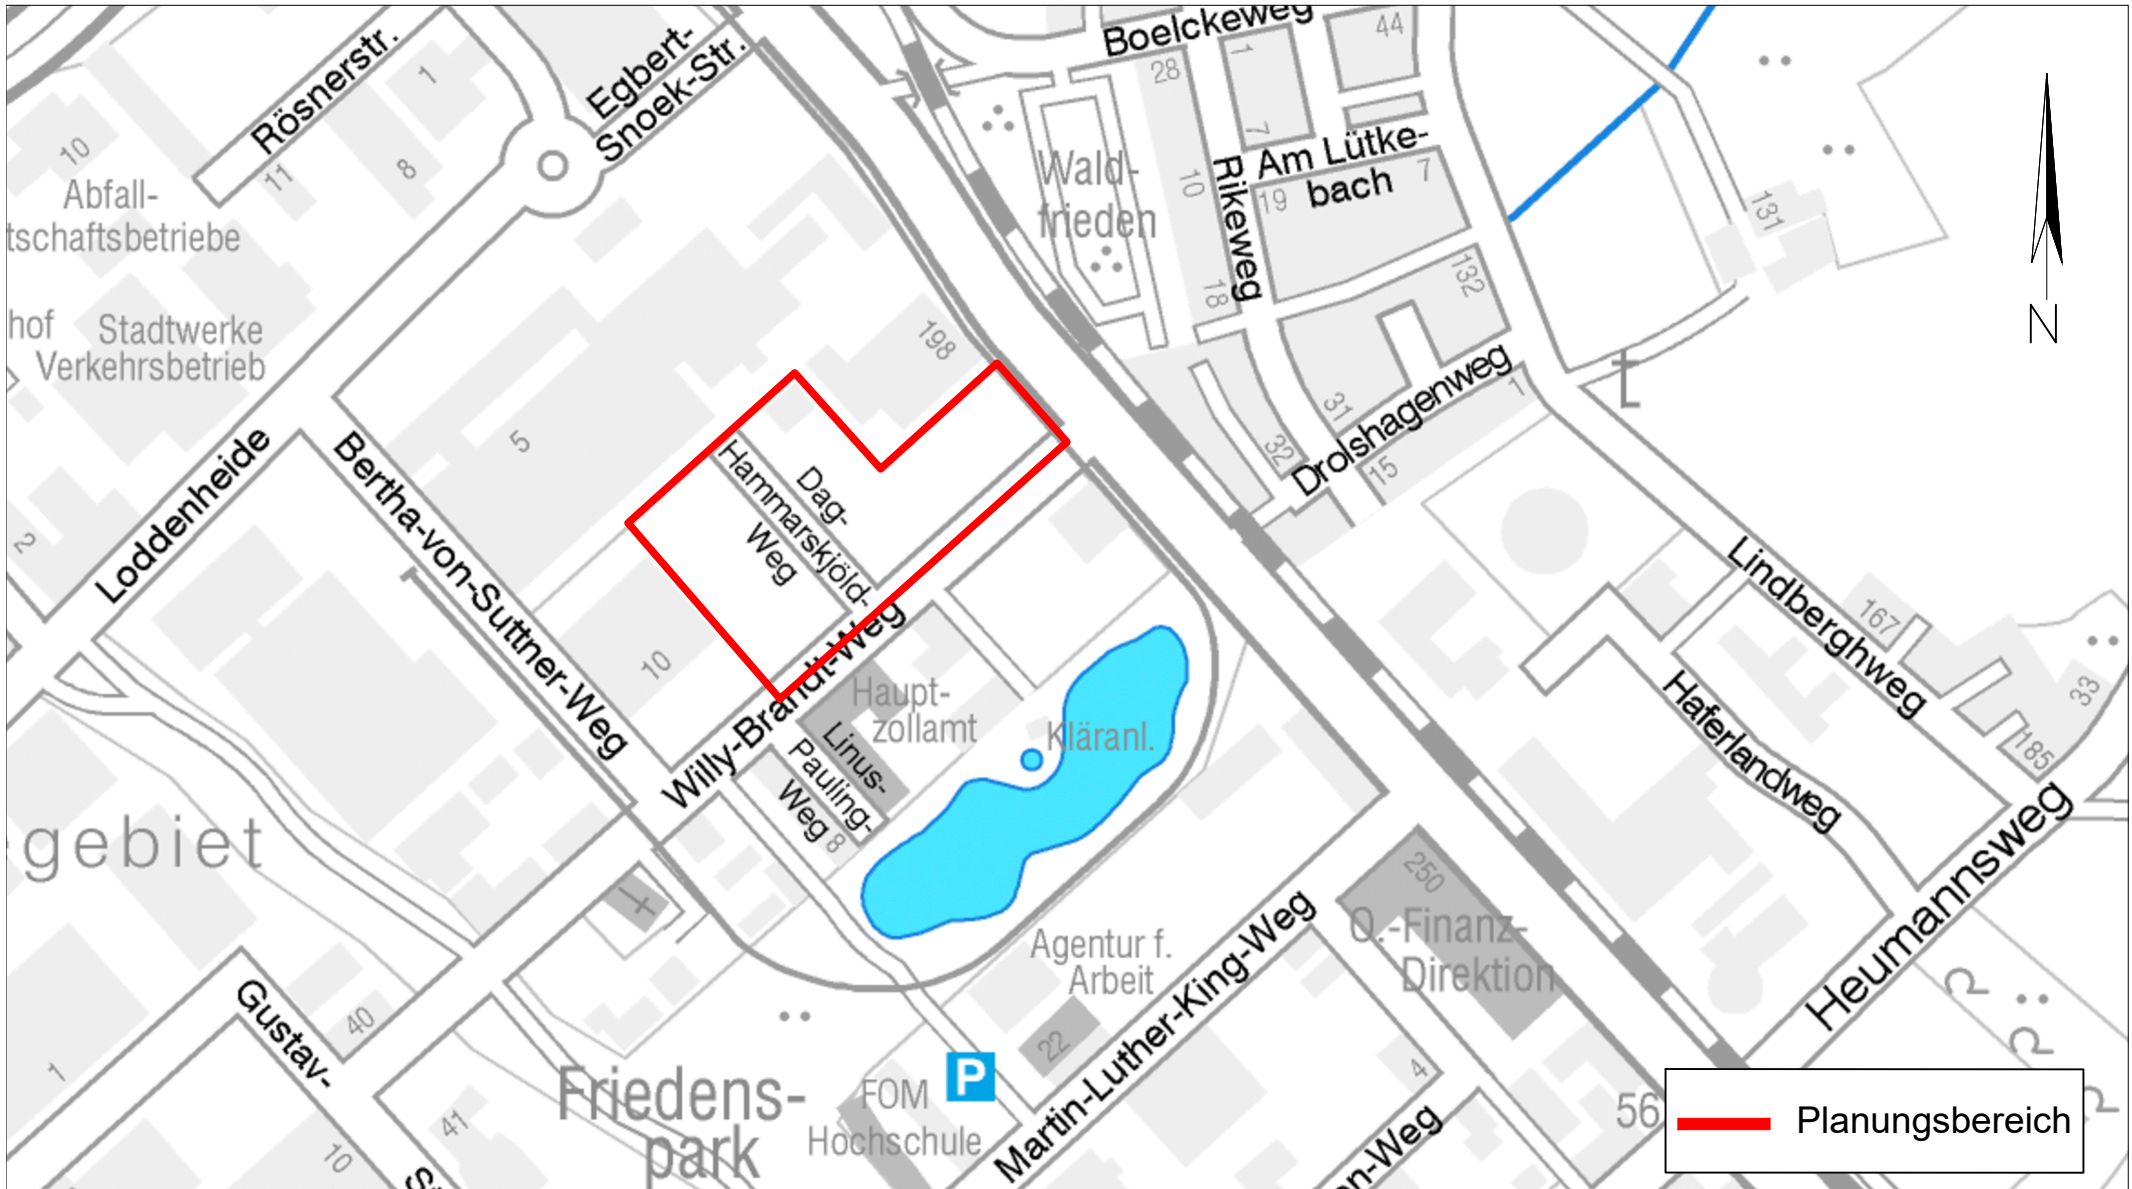 Boelckeweg
44
Rösnerstr.
Egbert-
Snoek-Str.
1
28
1
10
11
8
7
Abfall-
tschaftsbetriebe
Wald-
frieden
10
Rikeweg
Am Lütke-
bach
7
19
131
18
132
hof
Stadtwerke
Verkehrsbetrieb
198
N
5
31
Drolshagenweg
1
32
15
Loddenheide
2
Bertha-von-Suttner-Weg
Dag-
Hammarskjöld-
Weg
Lindberghweg
10
167
33
185
Willy-Brandt-Weg
Haupt-
zollamt
Linus-
Pauling-
Weg
8
Kläranl.
Haferlandweg
Heumannsweg
gebiet
250
O.-Finanz-
Direktion
Agentur f.
Arbeit
22
Martin-Luther-King-Weg
Gustav-
40
1
41
10
4
Friedens-
park
FOM
Hochschule
P
56
en-Weg
Planungsbereich